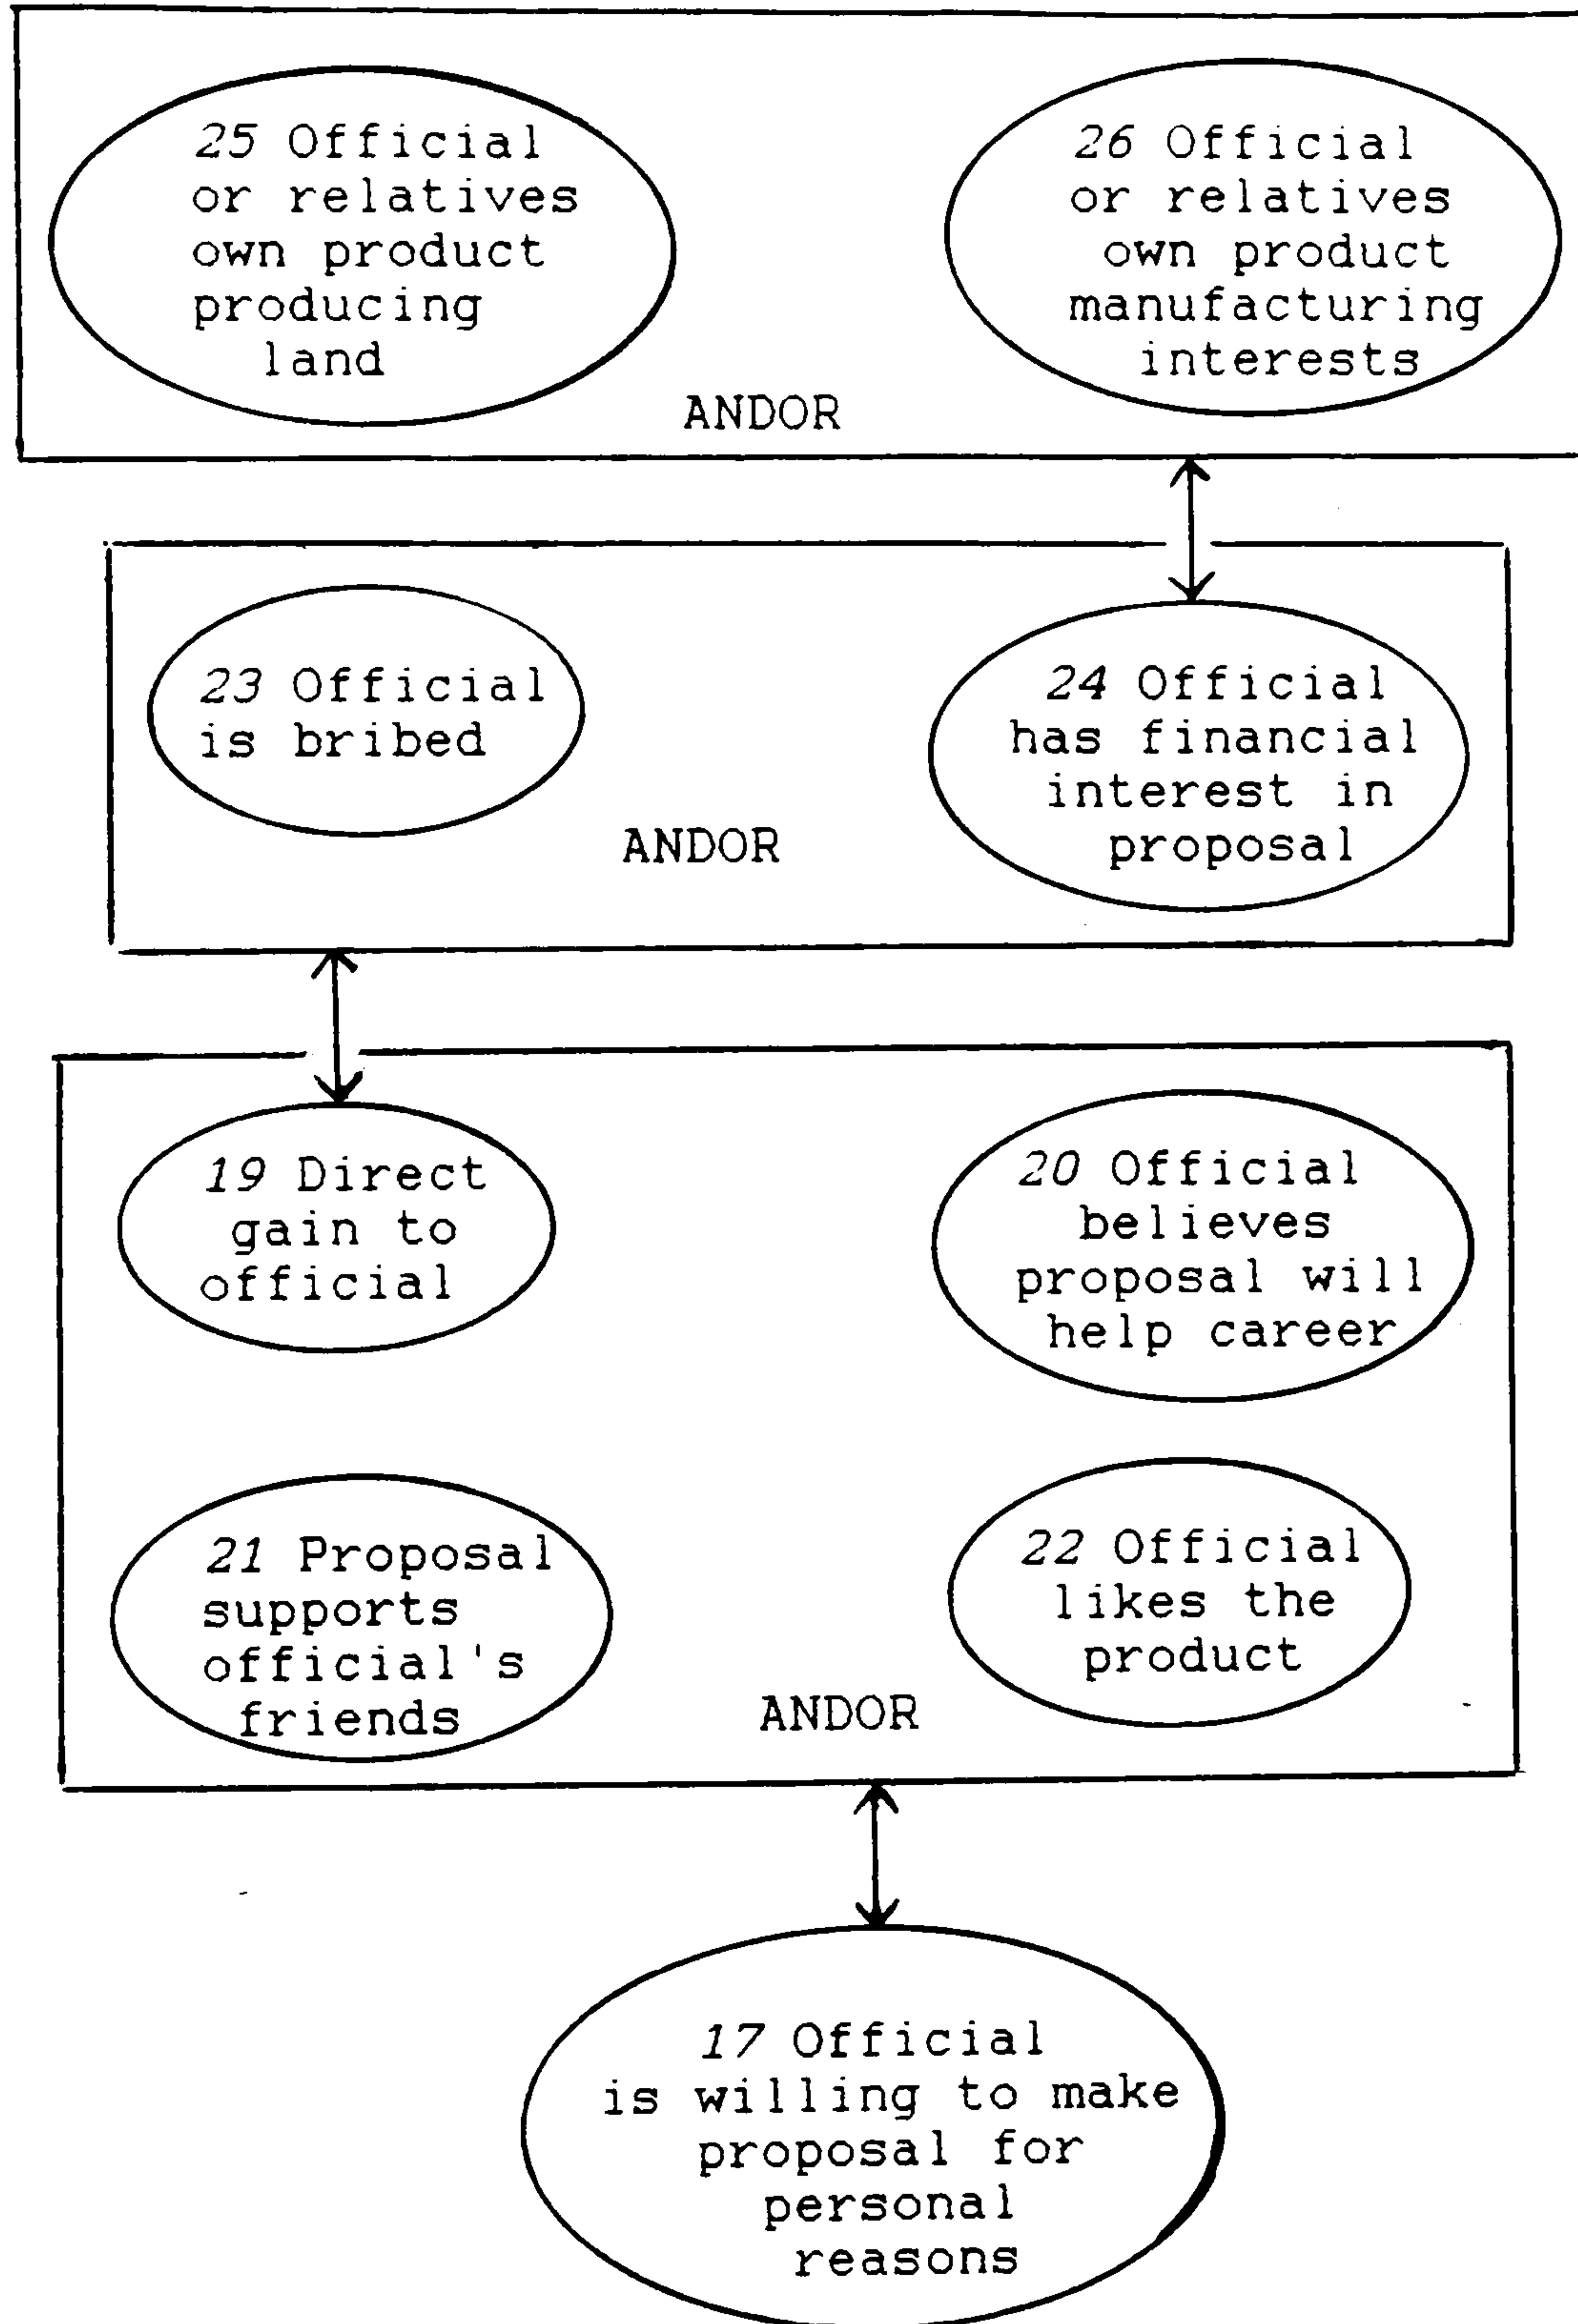 25 Official
or relatives
own product
producing
land
26 Official
or relatives
own product
manufacturing
interests
ANDOR
23 Official
is bribed
24 Official
has financial
interest in
proposal
ANDOR
19 Direct
gain to
official
20 Official
believes
proposal will
help career
21 Proposal
supports
official's
friends
22 Official
likes the
product
ANDOR
17 Official
is willing to make
proposal for
personal
reasons